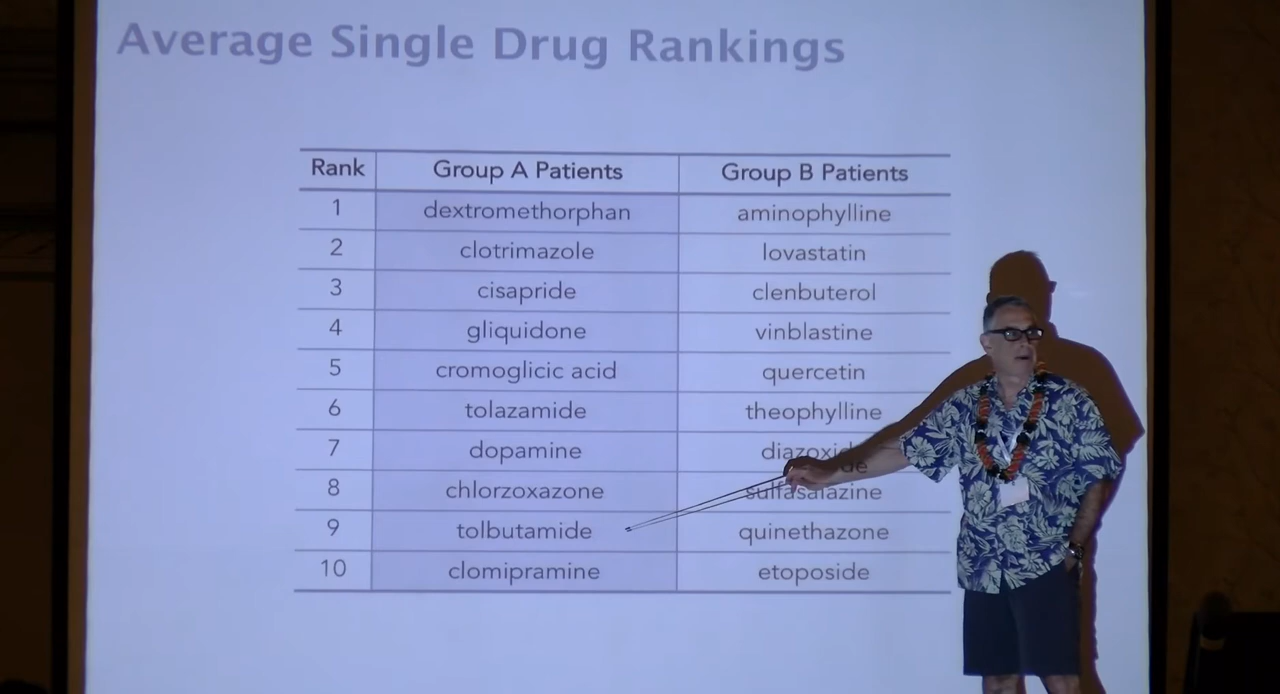 Average Single Drug Rankings
Rank Group A Patients Group B Patients
1 dextromethorphan aminophylline
2 clotrimazole lovastatin
3 cisapride clenbuterol
4 gliquidone vinblastine
5 cromoglicic acid quercetin
6 tolazamide theophylline
7 dopamine diazoxide
8 chlorzoxazone sulfasalazine
9 tolbutamide quinethazone
10 clomipramine etoposide